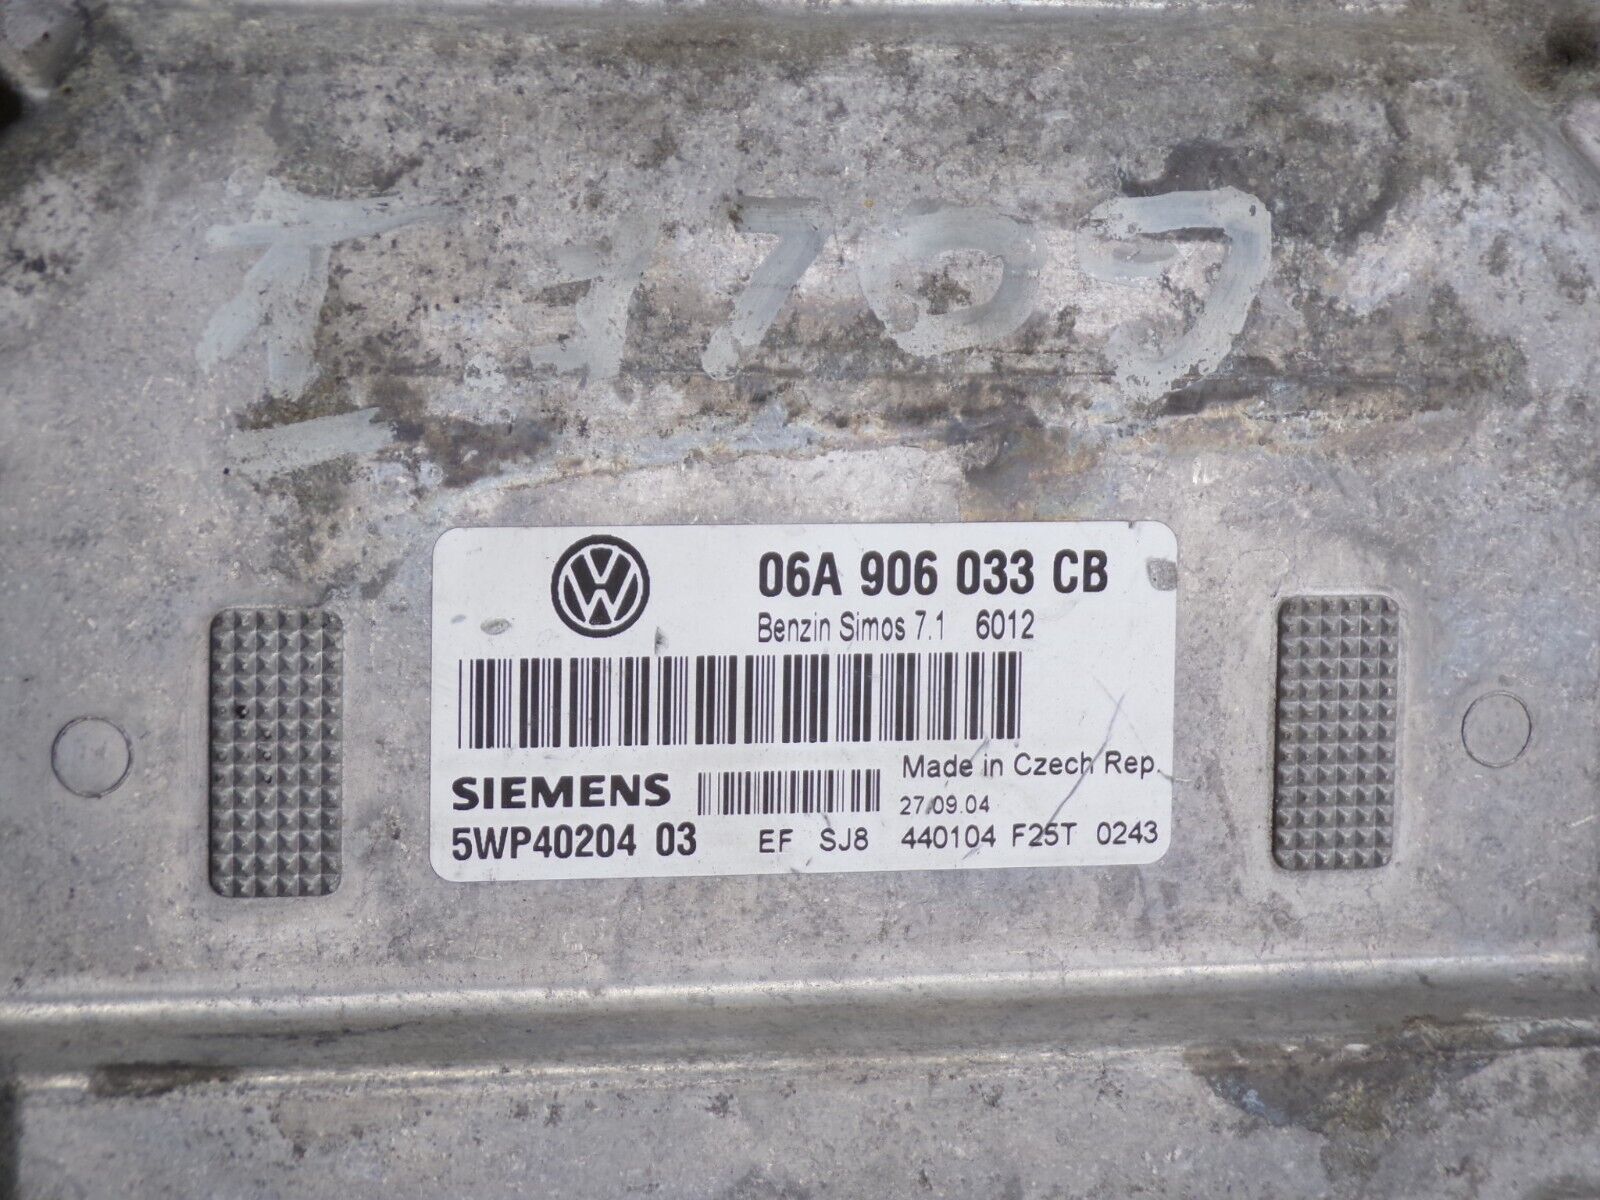 06A 906 033 CB
Benzin Simos 7.1 6012
Made in Czech Rep.
SIEMENS
27.09.04
5WP40204 03 EF SJ8 440104 F25T 0243